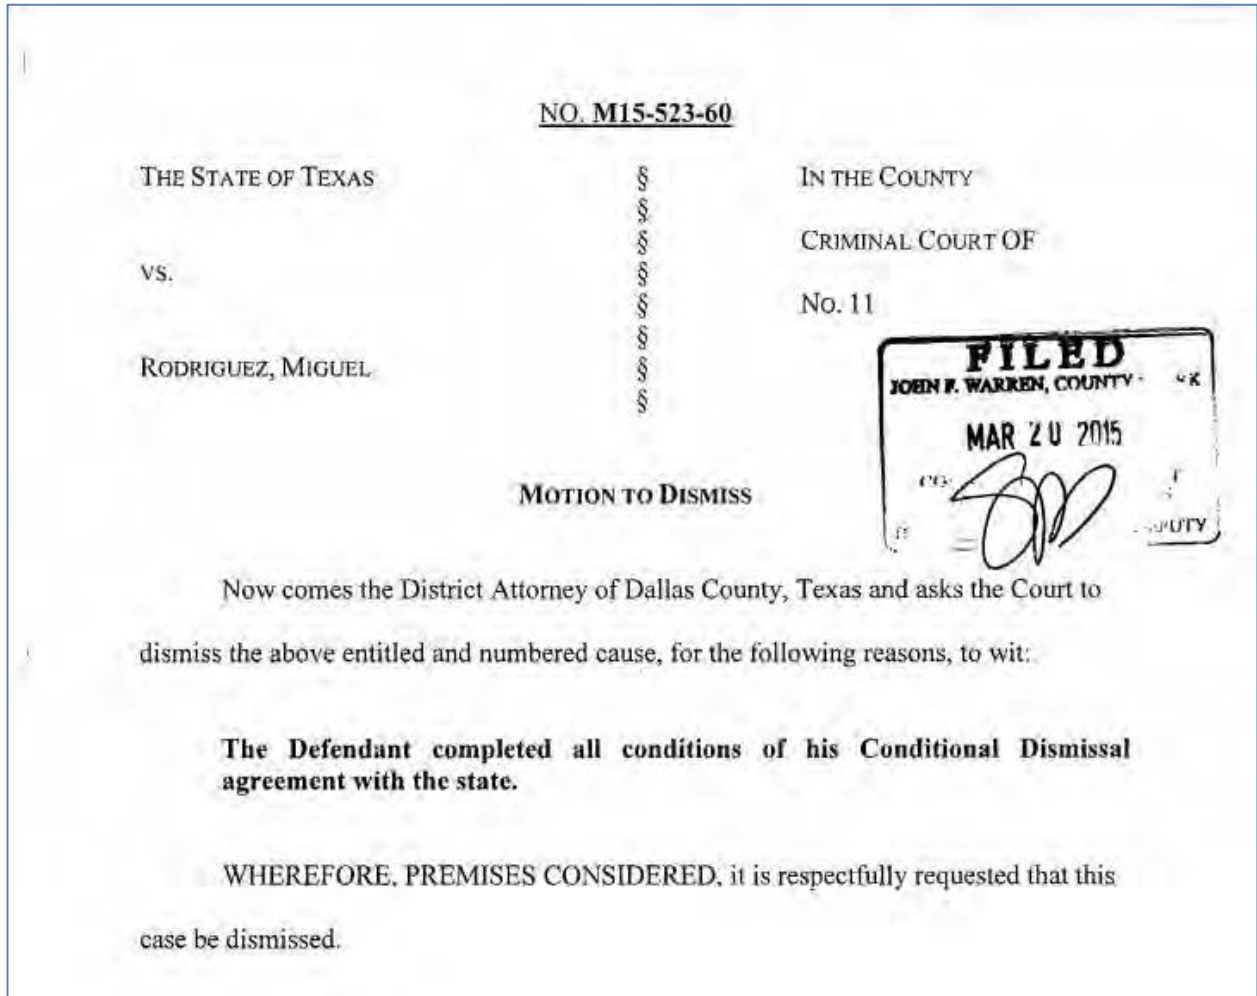 NO. M15-523-60
THE STATE OF TEXAS § IN THE COUNTY
§
§ CRIMINAL COURT OF
VS. §
§ NO. 11
§
RODRIGUEZ, MIGUEL §
§
FILED
JOHN F. WARREN, COUNTY
MAR 20 2015
MOTION TO DISMISS
Now comes the District Attorney of Dallas County, Texas and asks the Court to
dismiss the above entitled and numbered cause, for the following reasons, to wit:
The Defendant completed all conditions of his Conditional Dismissal
agreement with the state.
WHEREFORE, PREMISES CONSIDERED, it is respectfully requested that this
case be dismissed.